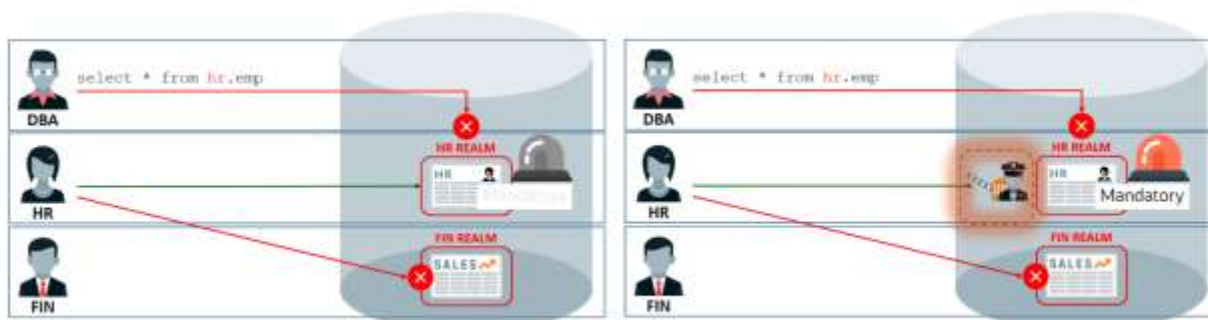 select * from hr.emp
DBA
HR REALM
HR
Mandatory
HR
FIN REALM
SALES
FIN
select * from hr.emp
DBA
HR REALM
HR
Mandatory
HR
FIN REALM
SALES
FIN